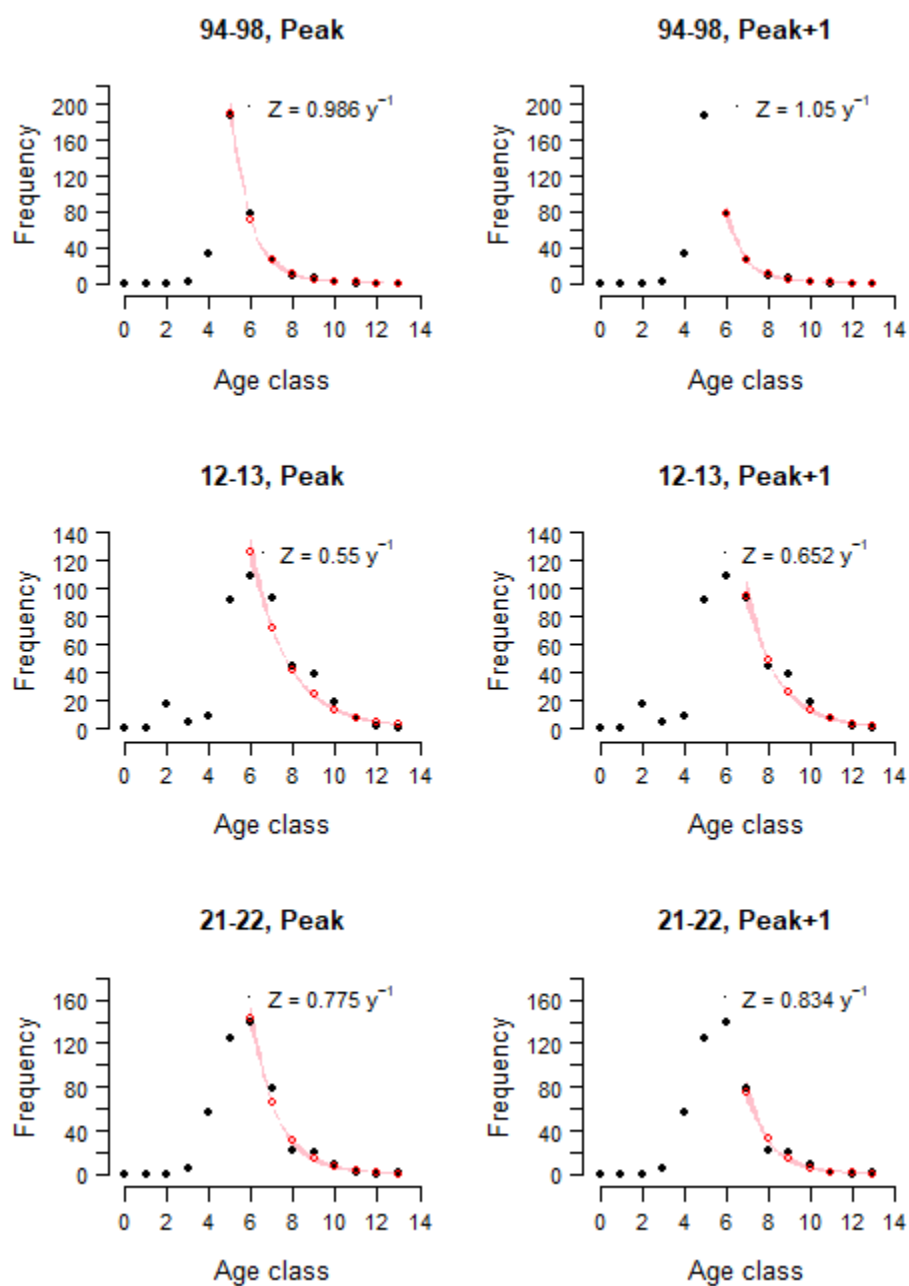 94-98, Peak
94-98, Peak+1
Z = 0.986 y⁻¹
Z = 1.05 y⁻¹
Frequency
200
160
120
80
40
0
Frequency
200
160
120
80
40
0
0 2 4 6 8 10 12 14
0 2 4 6 8 10 12 14
Age class
Age class
12-13, Peak
12-13, Peak+1
Z = 0.55 y⁻¹
Z = 0.652 y⁻¹
Frequency
140
120
100
80
60
40
20
0
Frequency
140
120
100
80
60
40
20
0
0 2 4 6 8 10 12 14
0 2 4 6 8 10 12 14
Age class
Age class
21-22, Peak
21-22, Peak+1
Z = 0.775 y⁻¹
Z = 0.834 y⁻¹
Frequency
160
120
80
40
0
Frequency
160
120
80
40
0
0 2 4 6 8 10 12 14
0 2 4 6 8 10 12 14
Age class
Age class